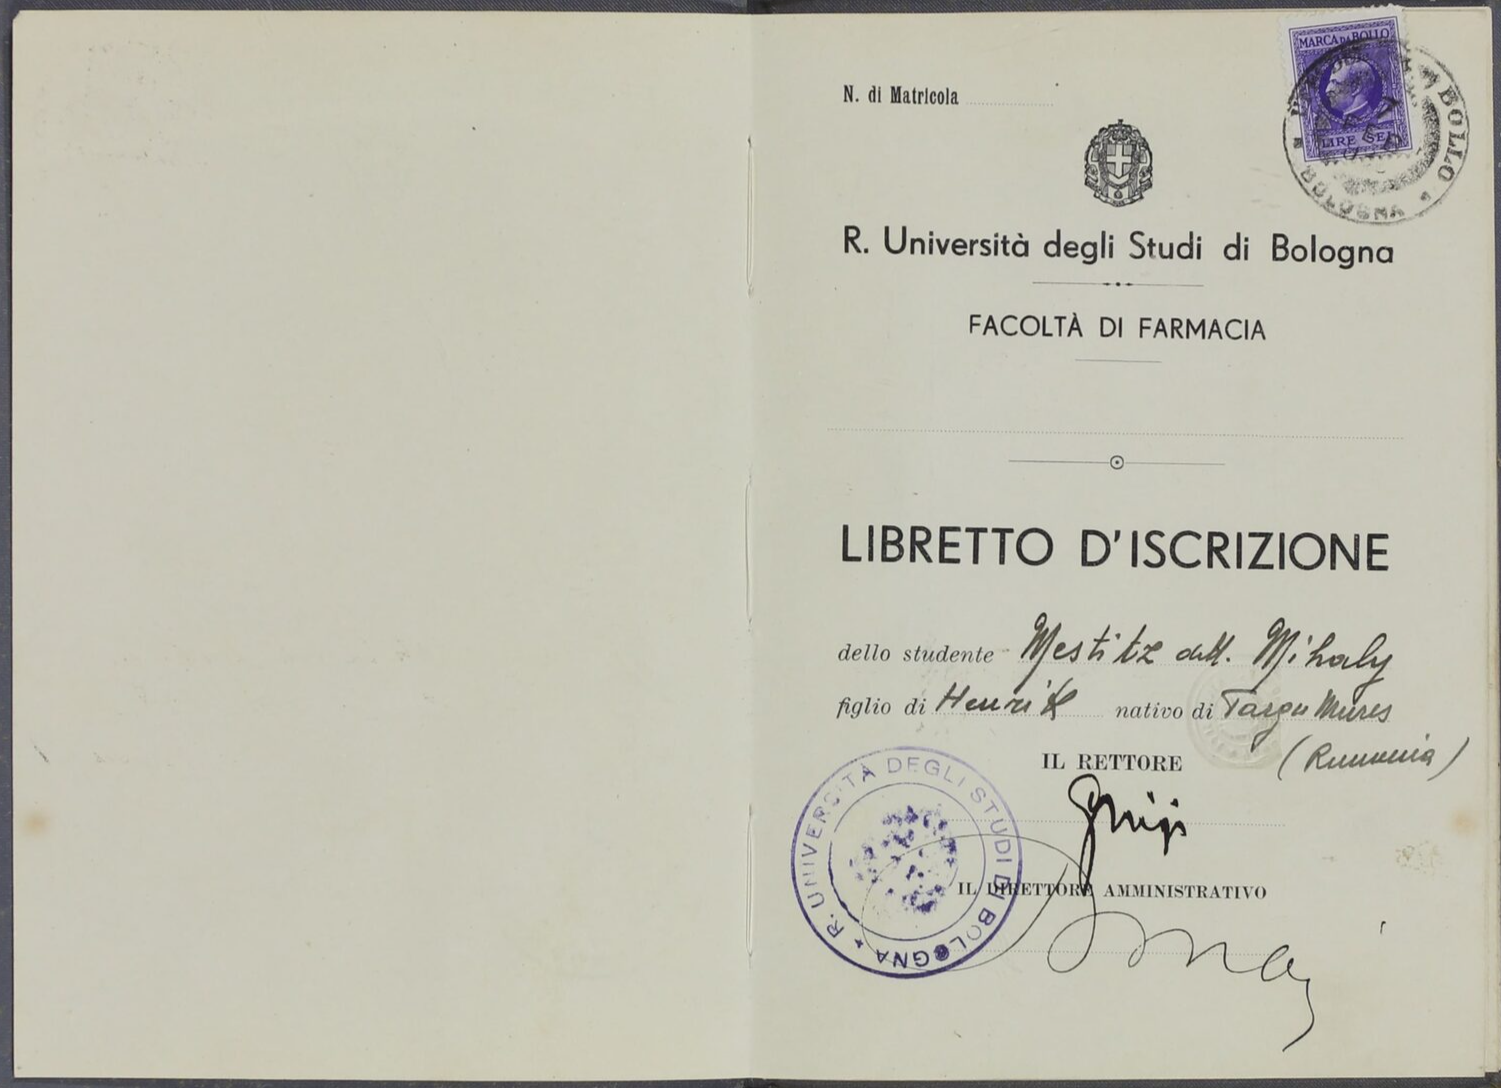 MARCA DA BOLLO
LIRE SEI
BOLLO
BOLOGNA
N. di Matricola
R. Università degli Studi di Bologna
FACOLTÀ DI FARMACIA
LIBRETTO D'ISCRIZIONE
dello studente Mestitz dott. Mihaly
figlio di Henrik nativo di Targu Mures
(Rumenia)
IL RETTORE
Ghigi
IL DIRETTORE AMMINISTRATIVO
R. UNIVERSITÀ DEGLI STUDI DI BOLOGNA